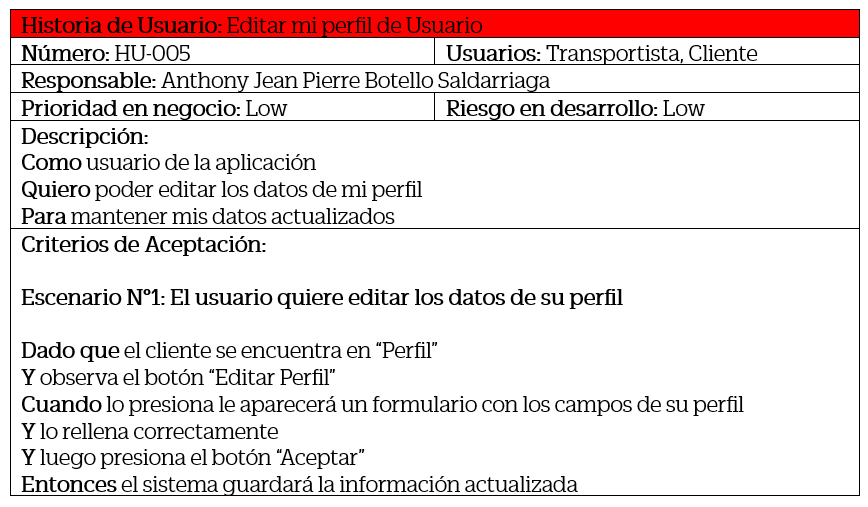 Historia de Usuario: Editar mi perfil de Usuario
Número: HU-005
Usuarios: Transportista, Cliente
Responsable: Anthony Jean Pierre Botello Saldarriaga
Prioridad en negocio: Low
Riesgo en desarrollo: Low
Descripción:
Como usuario de la aplicación
Quiero poder editar los datos de mi perfil
Para mantener mis datos actualizados
Criterios de Aceptación:
Escenario N°1: El usuario quiere editar los datos de su perfil
Dado que el cliente se encuentra en “Perfil”
Y observa el botón “Editar Perfil”
Cuando lo presiona le aparecerá un formulario con los campos de su perfil
Y lo rellena correctamente
Y luego presiona el botón “Aceptar”
Entonces el sistema guardará la información actualizada